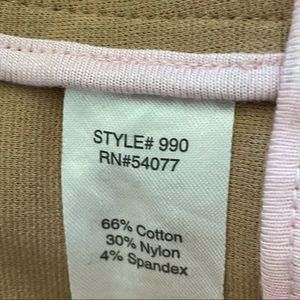 STYLE# 990
RN#54077
66% Cotton
30% Nylon
4% Spandex